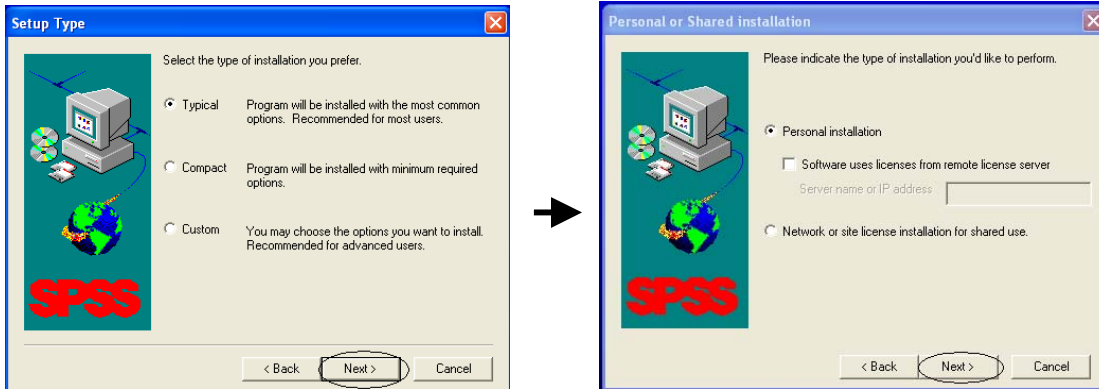 Setup Type
Select the type of installation you prefer.
Typical Program will be installed with the most common
options. Recommended for most users.
Compact Program will be installed with minimum required
options.
Custom You may choose the options you want to install.
Recommended for advanced users.
SPSS
< Back Next > Cancel
Personal or Shared installation
Please indicate the type of installation you'd like to perform.
Personal installation
Software uses licenses from remote license server
Server name or IP address
Network or site license installation for shared use.
SPSS
< Back Next > Cancel